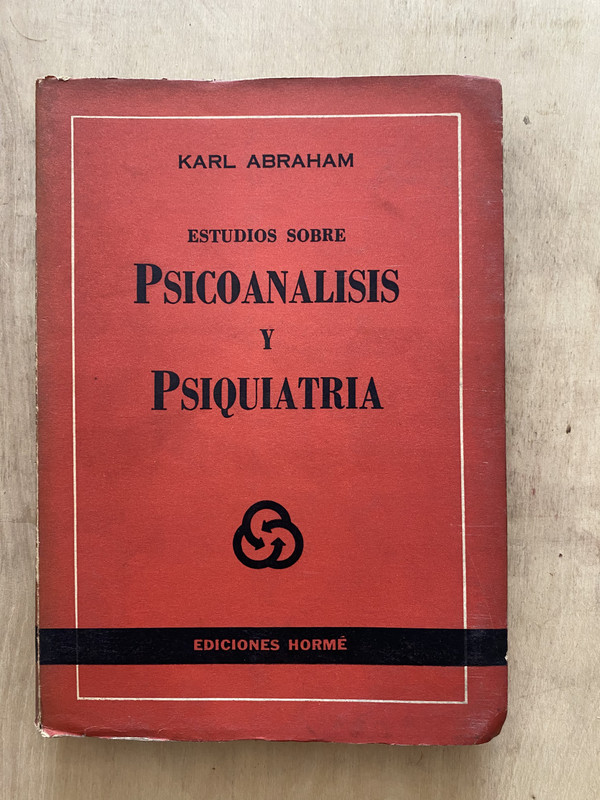 KARL ABRAHAM
ESTUDIOS SOBRE
PSICOANALISIS
Y
PSIQUIATRIA
EDICIONES HORMÉ